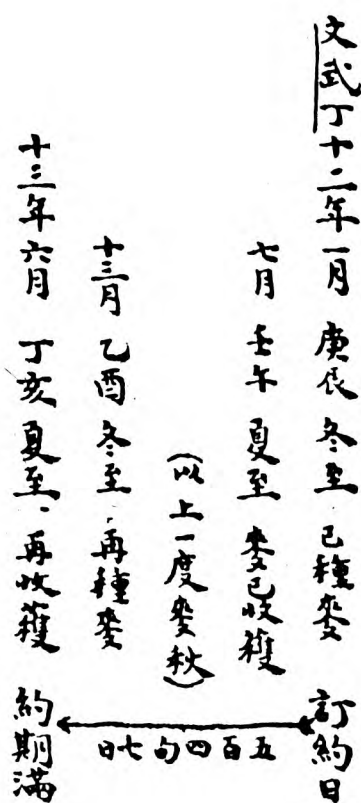 文武丁十二年一月 庚辰 冬至 已種麥 訂約日
七月 壬午 夏至 麥已收穫
(以上一度麥秋)
十三月 乙酉 冬至 再種麥
十三年六月 丁亥 夏至 再收穫 約期滿
五百四旬七日